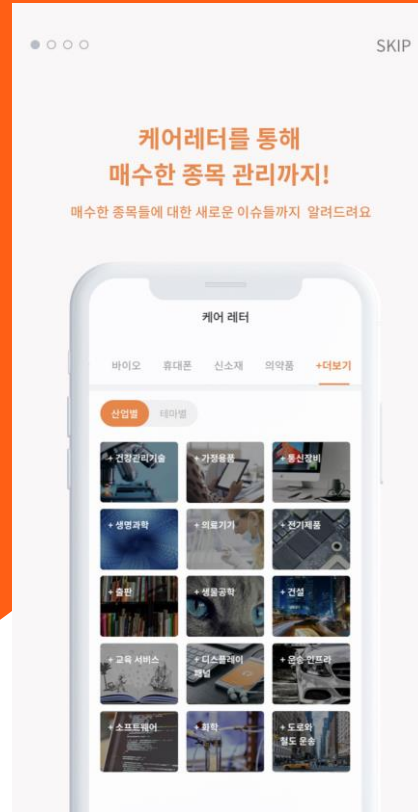 SKIP
케어레터를 통해
매수한 종목 관리까지!
매수한 종목들에 대한 새로운 이슈들까지 알려드려요
케어 레터
바이오 휴대폰 신소재 의약품 +더보기
산업별 테마별
+ 건강관리기술 + 가정용품 + 통신장비
+ 생명과학 + 의료기기 + 전기제품
+ 출판 + 생물공학 + 건설
+ 교육 서비스 + 디스플레이 패널 + 운송 인프라
+ 소프트웨어 + 화학 + 도로와 철도 운송